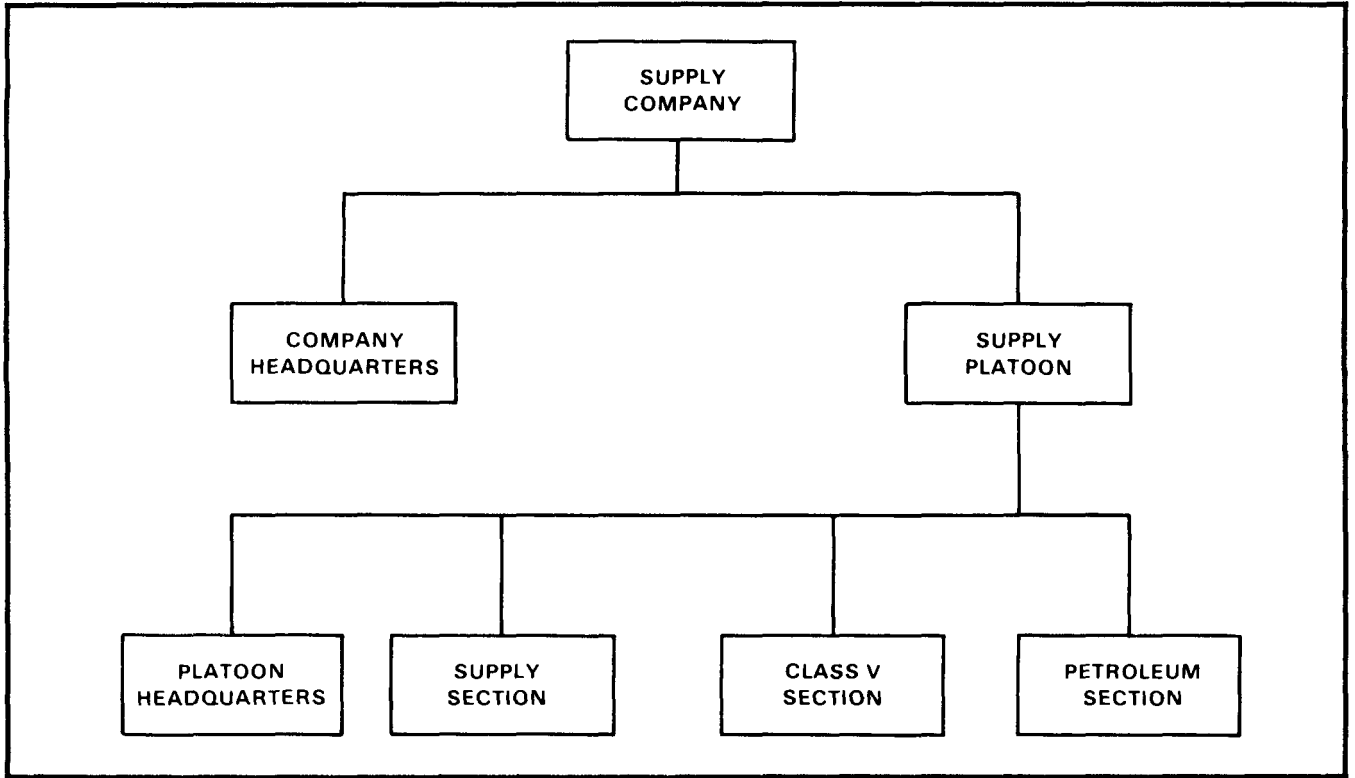 SUPPLY
COMPANY
COMPANY
HEADQUARTERS
SUPPLY
PLATOON
PLATOON
HEADQUARTERS
SUPPLY
SECTION
CLASS V
SECTION
PETROLEUM
SECTION